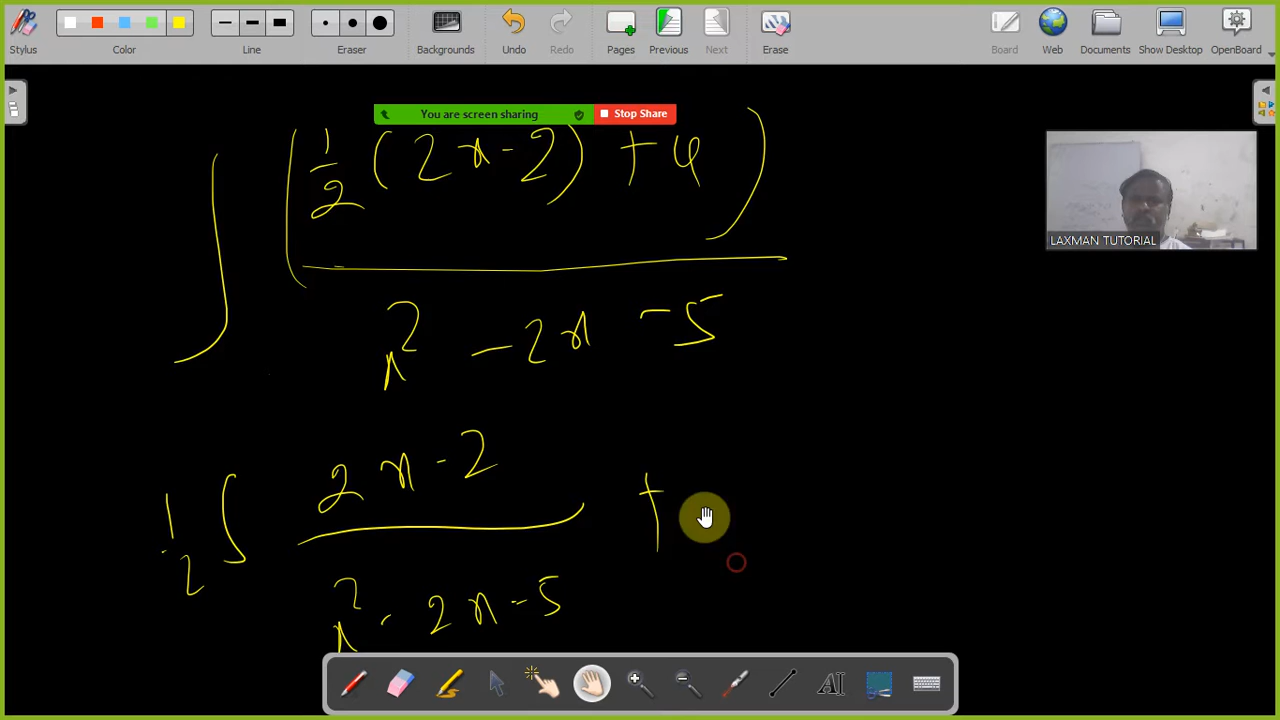 Stylus Color Line Eraser Backgrounds Undo Redo Pages Previous Next Erase Board Web Documents Show Desktop OpenBoard
You are screen sharing Stop Share
∫ (1/2 (2x-2) + 4)
x² - 2x - 5
LAXMAN TUTORIAL
1/2 ∫ 2x-2 +
x² - 2x - 5
AI